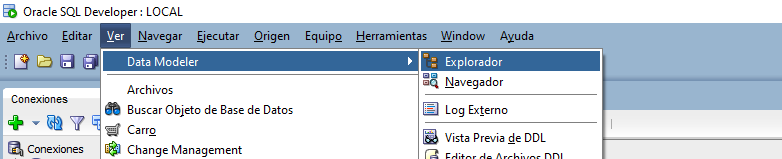 Oracle SQL Developer : LOCAL
Archivo Editar Ver Navegar Ejecutar Origen Equipo Herramientas Window Ayuda
Data Modeler
Explorador
Navegador
Conexiones
Archivos
Buscar Objeto de Base de Datos
Log Externo
Carro
Vista Previa de DDL
Conexiones
Change Management
Editor de Archivos DDL